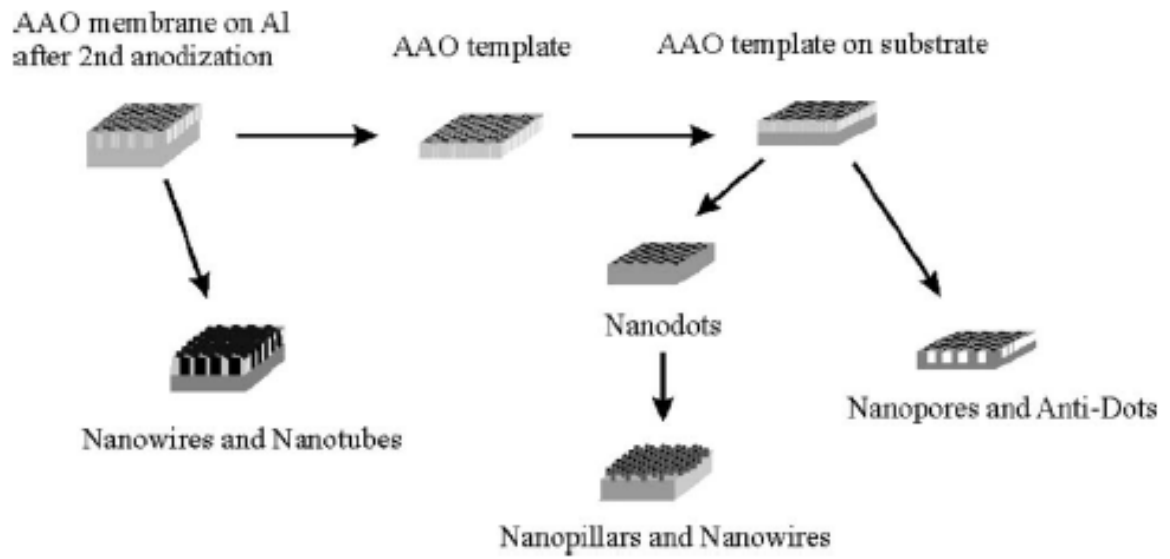 AAO membrane on Al
after 2nd anodization
AAO template
AAO template on substrate
Nanodots
Nanowires and Nanotubes
Nanopores and Anti-Dots
Nanopillars and Nanowires